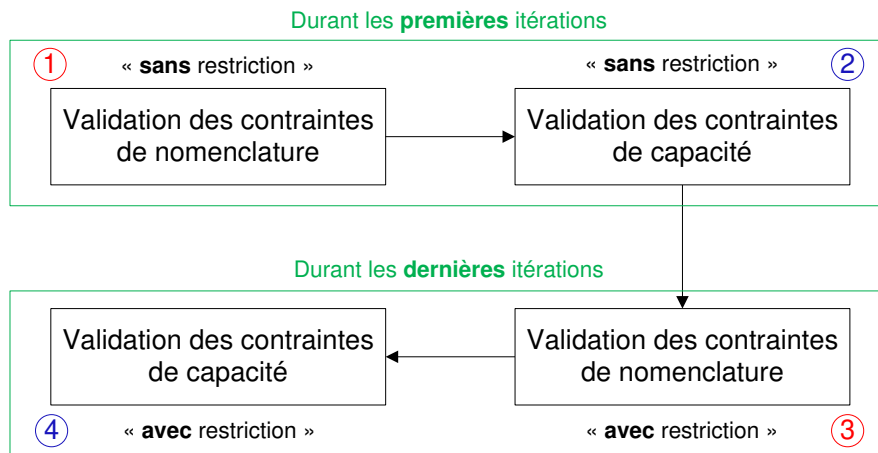 Durant les premières itérations
① « sans restriction » « sans restriction » ②
Validation des contraintes
de nomenclature
Validation des contraintes
de capacité
Durant les dernières itérations
Validation des contraintes
de capacité
Validation des contraintes
de nomenclature
④ « avec restriction » « avec restriction » ③